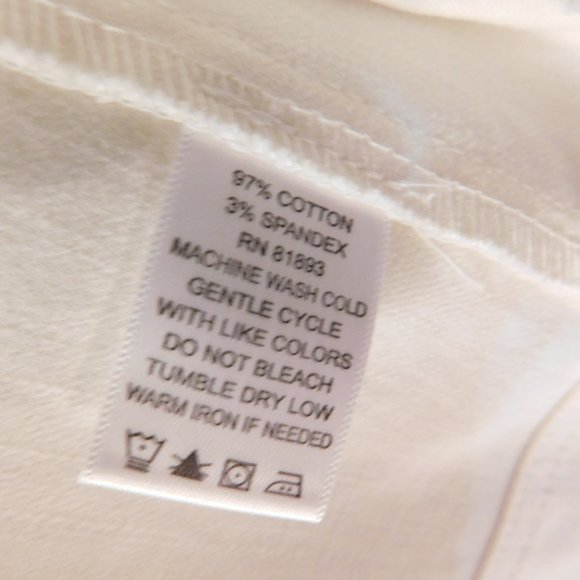 97% COTTON
3% SPANDEX
RN 81893
MACHINE WASH COLD
GENTLE CYCLE
WITH LIKE COLORS
DO NOT BLEACH
TUMBLE DRY LOW
WARM IRON IF NEEDED